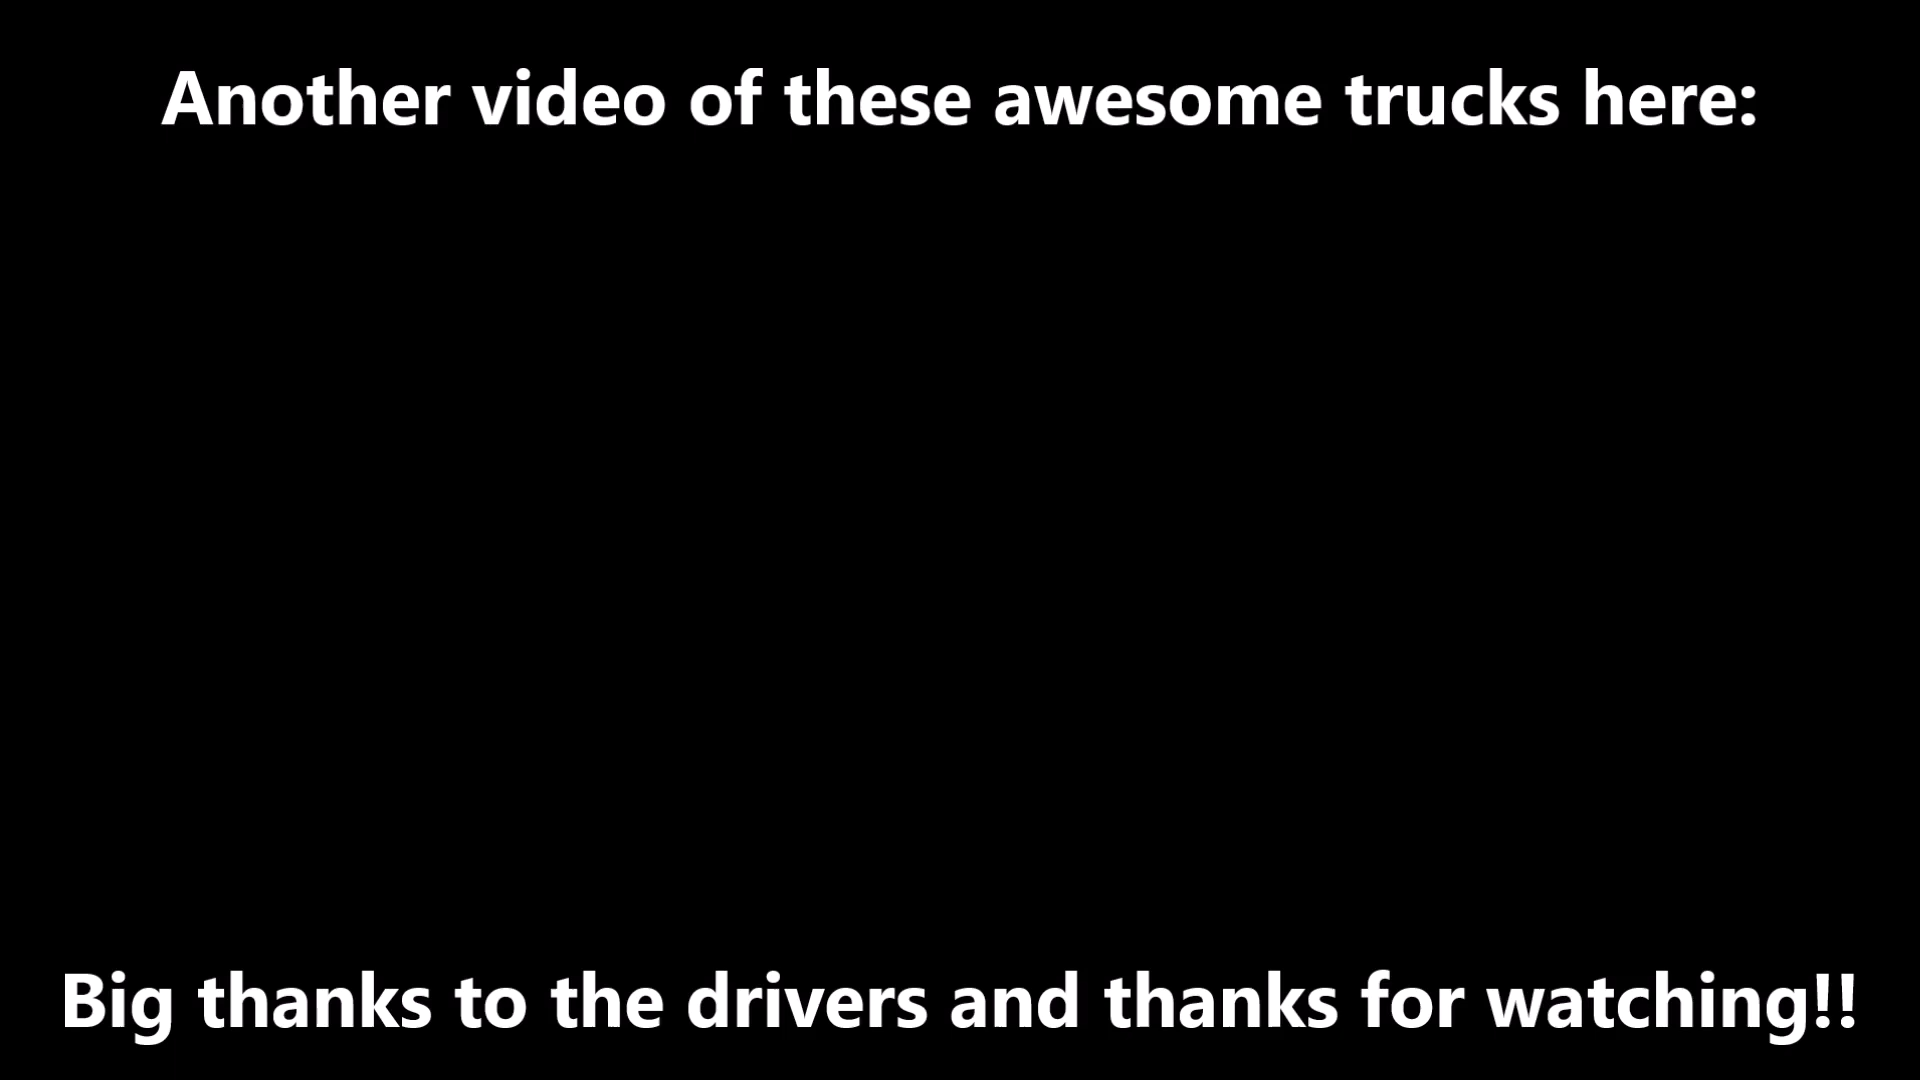 Another video of these awesome trucks here:
Big thanks to the drivers and thanks for watching!!